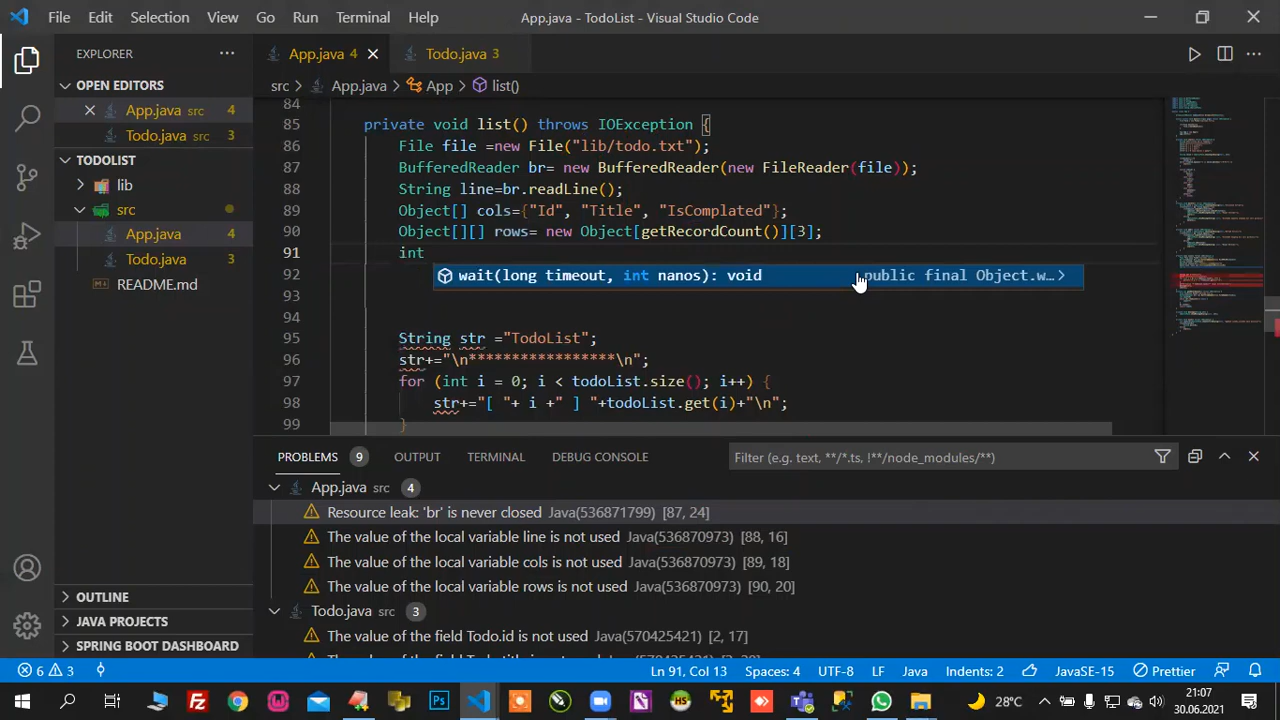 File Edit Selection View Go Run Terminal Help App.java - TodoList - Visual Studio Code
EXPLORER
OPEN EDITORS
App.java src 4
Todo.java src 3
TODOLIST
lib
src
App.java 4
Todo.java 3
README.md
OUTLINE
JAVA PROJECTS
SPRING BOOT DASHBOARD
App.java 4 Todo.java 3
src > App.java > App > list()
84
85 private void list() throws IOException {
86 File file =new File("lib/todo.txt");
87 BufferedReader br= new BufferedReader(new FileReader(file));
88 String line=br.readLine();
89 Object[] cols={"Id", "Title", "IsComplated"};
90 Object[][] rows= new Object[getRecordCount()][3];
91 int
92 wait(long timeout, int nanos): void public final Object.w…
93
94
95 String str ="TodoList";
96 str+="\n*****************\n";
97 for (int i = 0; i < todoList.size(); i++) {
98 str+="[ "+ i +" ] "+todoList.get(i)+"\n";
99 }
PROBLEMS 9 OUTPUT TERMINAL DEBUG CONSOLE Filter (e.g. text, **/*.ts, !**/node_modules/**)
App.java src 4
Resource leak: 'br' is never closed Java(536871799) [87, 24]
The value of the local variable line is not used Java(536870973) [88, 16]
The value of the local variable cols is not used Java(536870973) [89, 18]
The value of the local variable rows is not used Java(536870973) [90, 20]
Todo.java src 3
The value of the field Todo.id is not used Java(570425421) [2, 17]
6 3 Ln 91, Col 13 Spaces: 4 UTF-8 LF Java Indents: 2 JavaSE-15 Prettier
Ps 28°C 21:07
30.06.2021